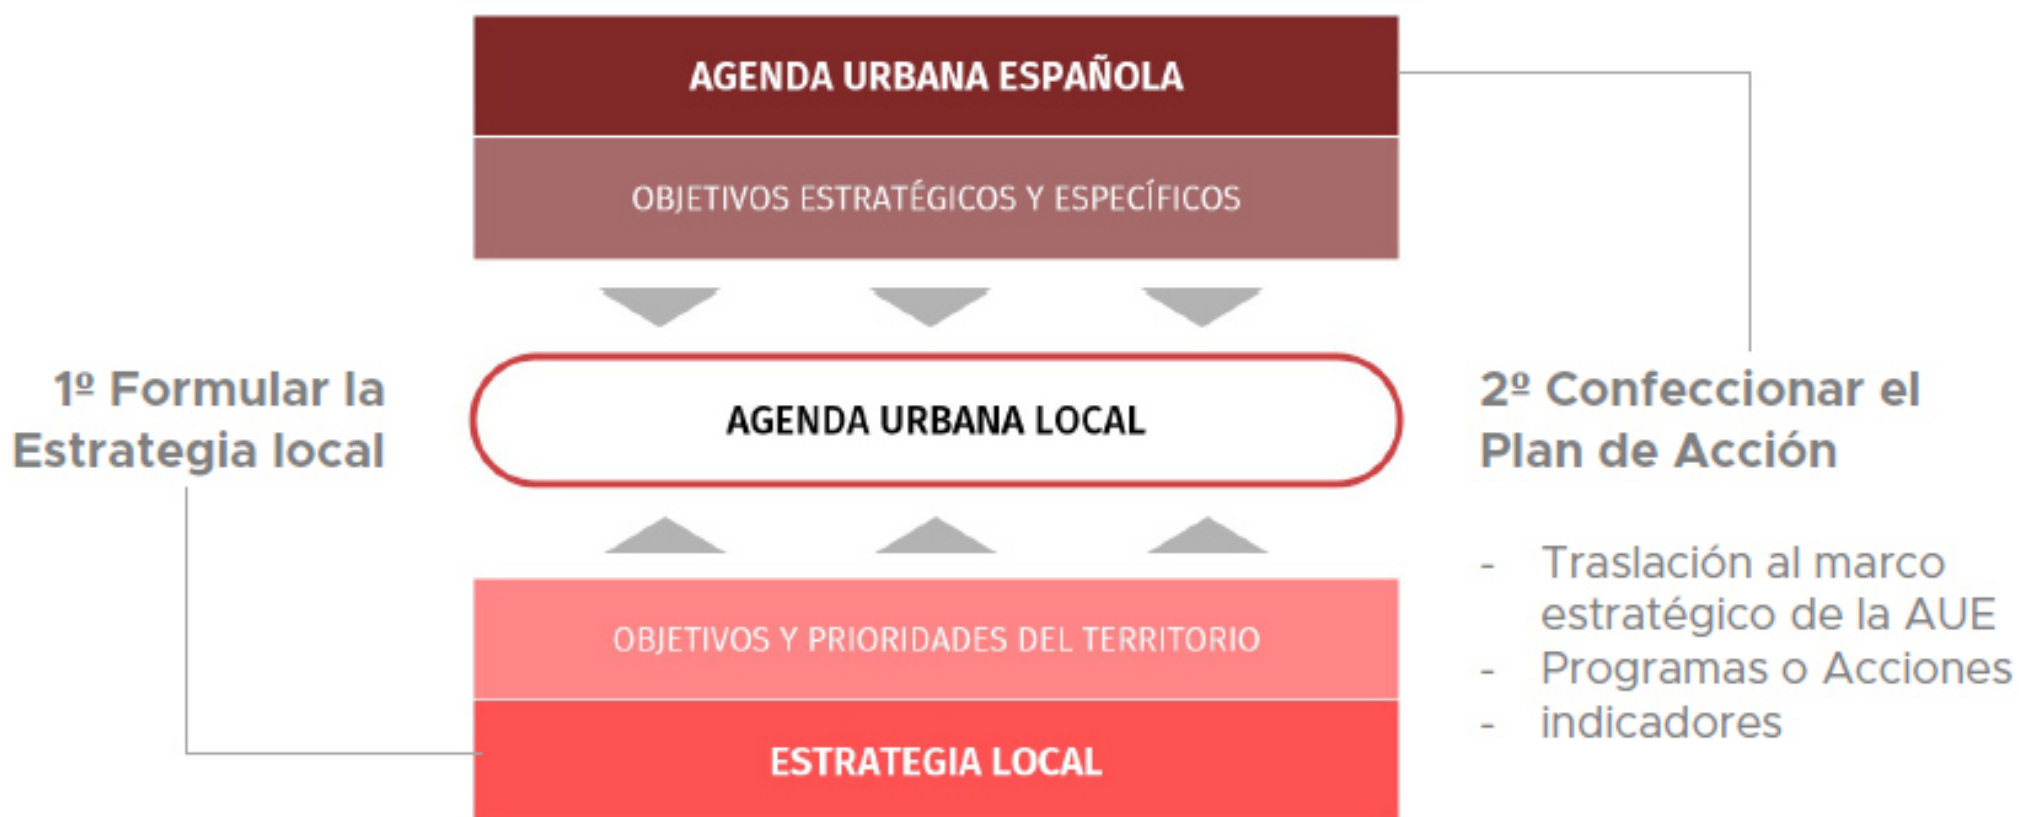 AGENDA URBANA ESPAÑOLA
OBJETIVOS ESTRATÉGICOS Y ESPECÍFICOS
1º Formular la
Estrategia local
AGENDA URBANA LOCAL
2º Confeccionar el
Plan de Acción
- Traslación al marco
estratégico de la AUE
- Programas o Acciones
- indicadores
OBJETIVOS Y PRIORIDADES DEL TERRITORIO
ESTRATEGIA LOCAL